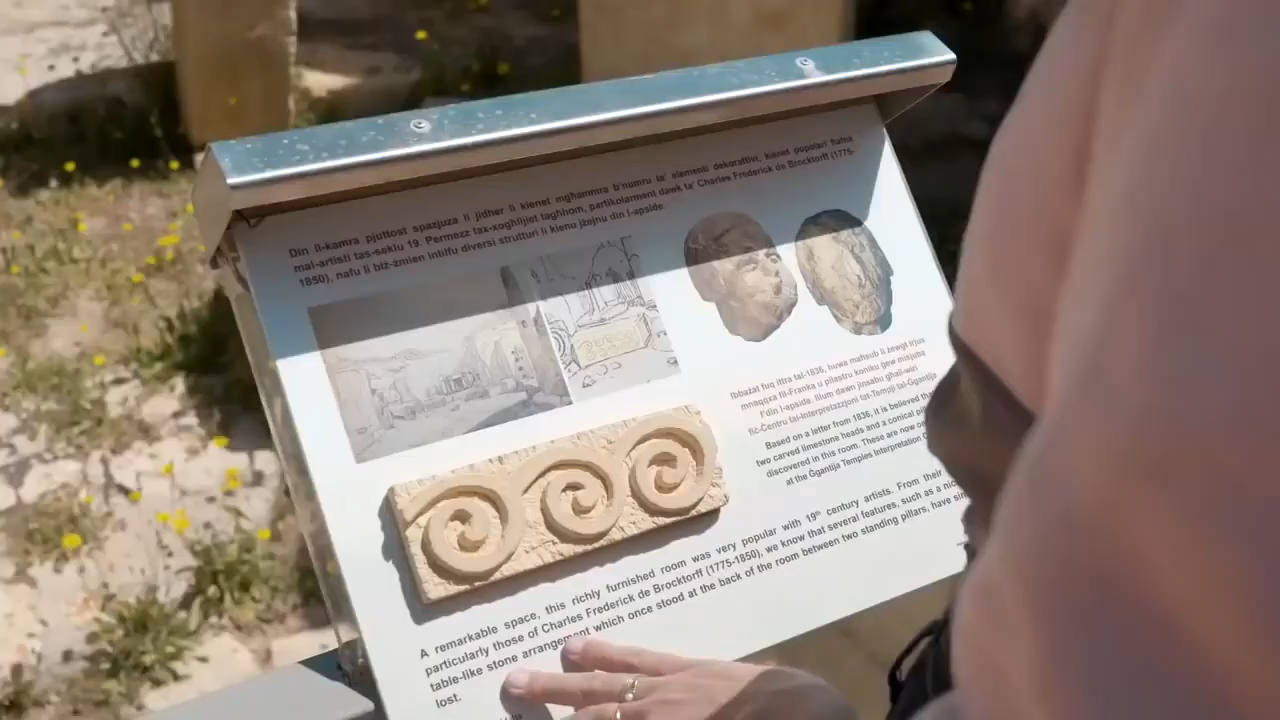 Din il-kamra pjuttost spazjuża li jidher li kienet mgħammra b'numru ta' elementi dekorattivi, kienet popolari ħafna
mal-artisti tas-seklu 19. Permezz tax-xogħlijiet tagħhom, partikolarment dawk ta' Charles Frederick de Brocktorff (1775-
1850), nafu li biż-żmien intilfu diversi strutturi li kienu jżejnu din l-apside.
Ibbażat fuq ittra tal-1836, huwa maħsub li żewġt irjus
mnaqqxa fil-Franka u pilastru koniku ġew misjuba
f'din l-apside. Illum dawn jinsabu għall-wiri
fiċ-Ċentru tal-Interpretazzjoni tat-Tempji tal-Ġgantija
Based on a letter from 1836, it is believed
two carved limestone heads and a conical
discovered in this room. These are now
at the Ġgantija Temples Interpretation
A remarkable space, this richly furnished room was very popular with 19th century artists. From their
particularly those of Charles Frederick de Brocktorff (1775-1850), we know that several features, such as a
table-like stone arrangement which once stood at the back of the room between two standing pillars, have
lost.